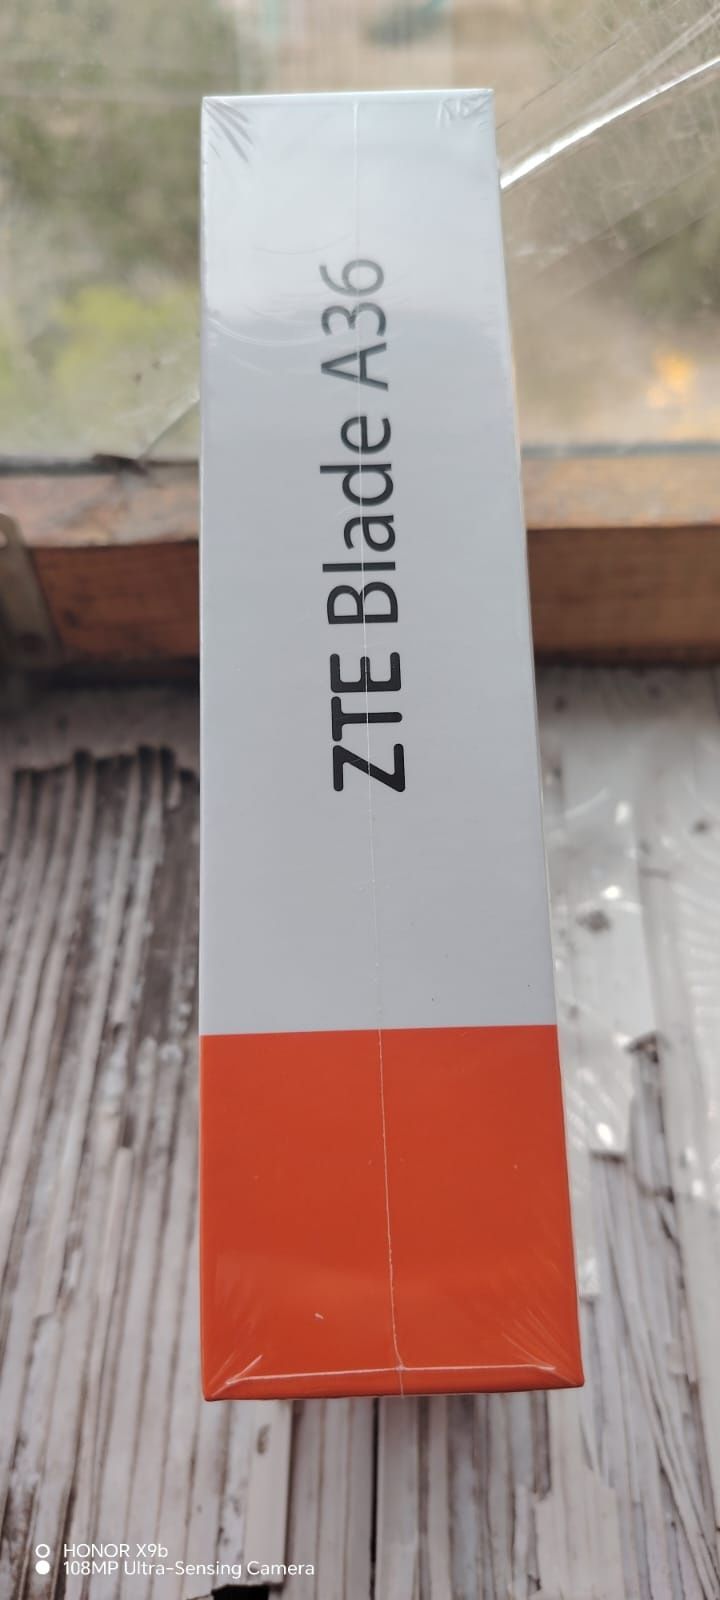 ZTE Blade A36
HONOR X9b
108MP Ultra-Sensing Camera